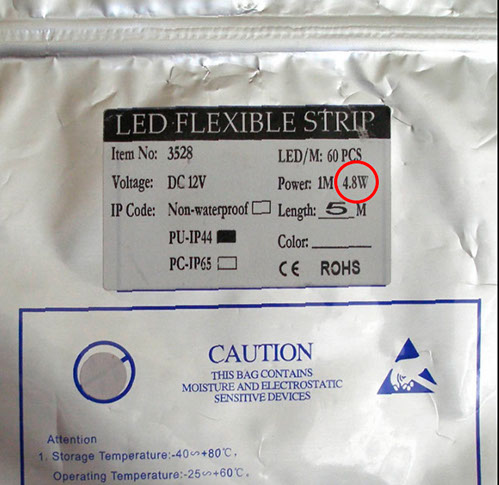 LED FLEXIBLE STRIP
Item No: 3528 LED/M: 60 PCS
Voltage: DC 12V Power: 1M 4.8W
IP Code: Non-waterproof Length: 5 M
PU-IP44 Color:
PC-IP65 CE ROHS
CAUTION
THIS BAG CONTAINS
MOISTURE AND ELECTROSTATIC
SENSITIVE DEVICES
Attention
1. Storage Temperature:-40∽+80℃,
Operating Temperature:-25∽+60℃,